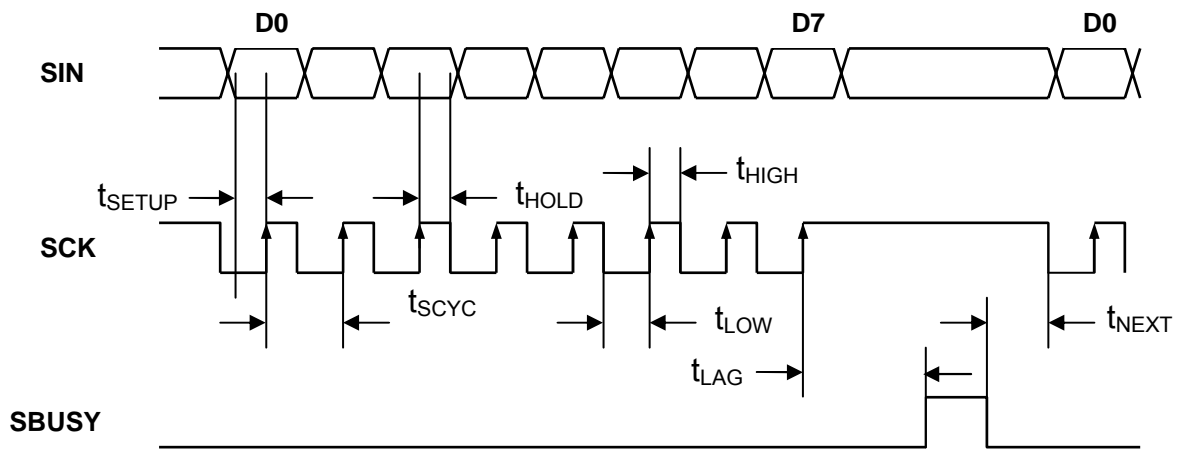 D0 D7 D0
SIN
tHIGH
tSETUP tHOLD
SCK
tSCYC tLOW tNEXT
tLAG
SBUSY